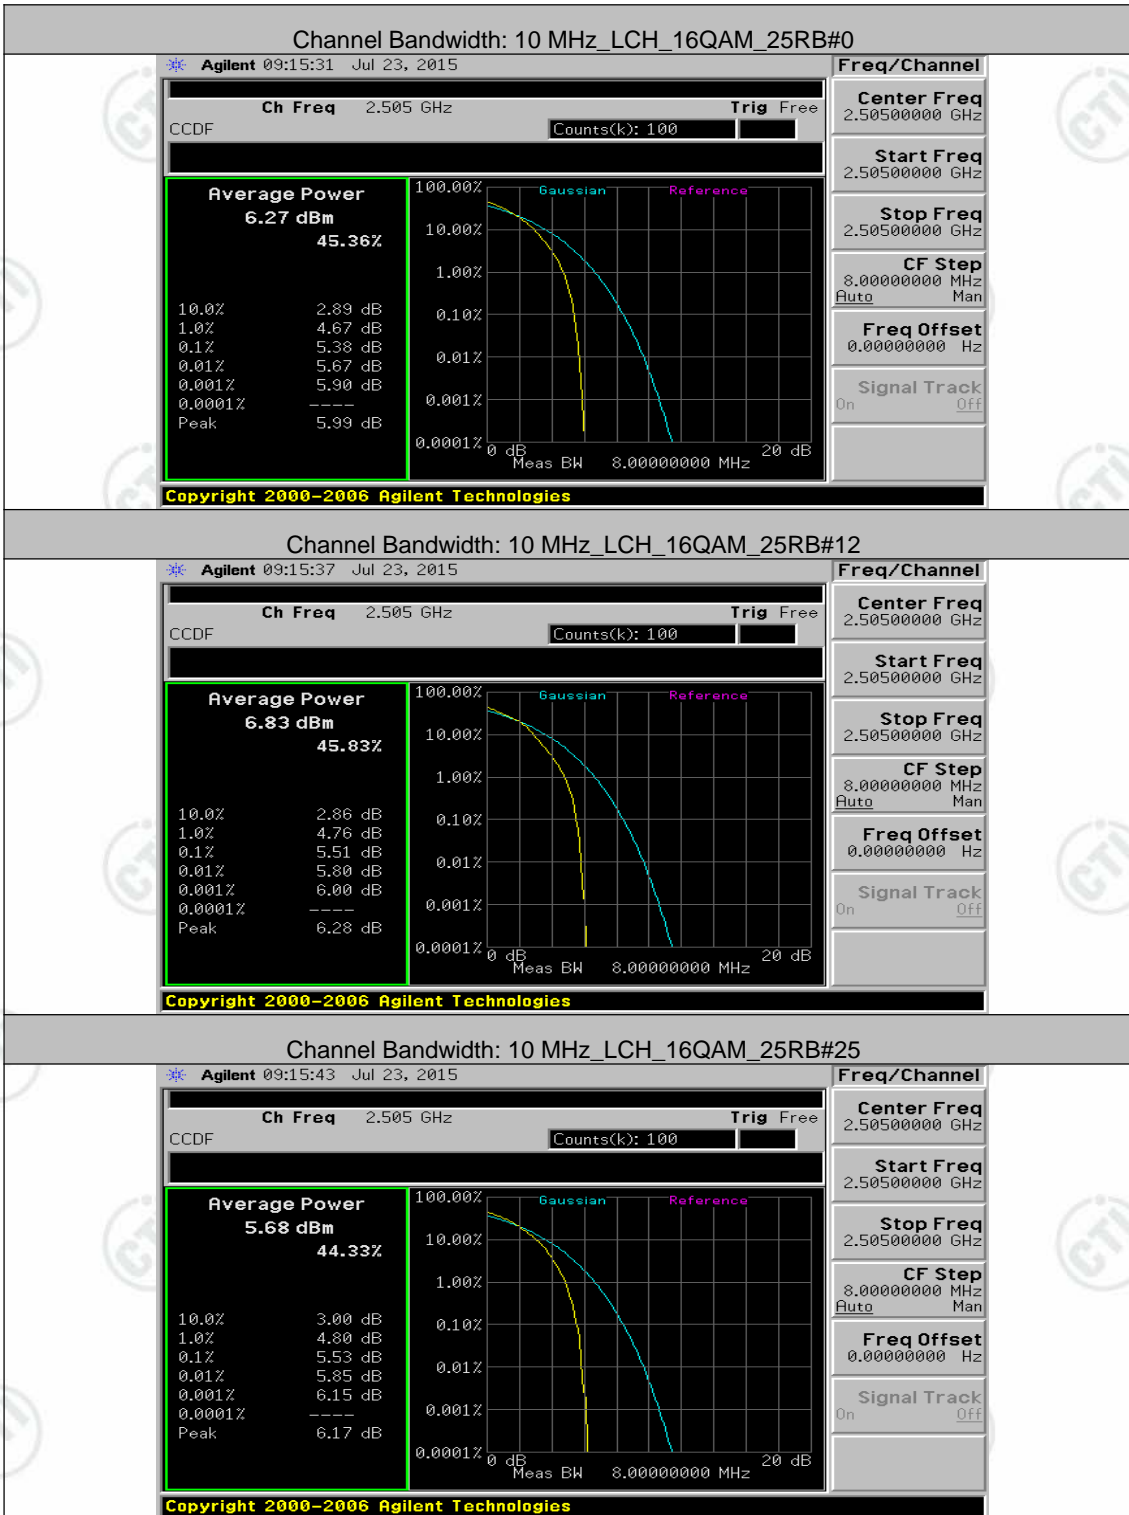 Channel Bandwidth: 10 MHz_LCH_16QAM_25RB#0
Agilent 09:15:31 Jul 23, 2015
Freq/Channel
Ch Freq 2.505 GHz Trig Free
CCDF Counts(k): 100
Average Power
6.27 dBm
45.36%
10.0% 2.89 dB
1.0% 4.67 dB
0.1% 5.38 dB
0.01% 5.67 dB
0.001% 5.90 dB
0.0001% ----
Peak 5.99 dB
Gaussian Reference
100.00%
10.00%
1.00%
0.10%
0.01%
0.001%
0.0001%
0 dB 20 dB
Meas BW 8.00000000 MHz
Center Freq
2.50500000 GHz
Start Freq
2.50500000 GHz
Stop Freq
2.50500000 GHz
CF Step
8.00000000 MHz
Auto Man
Freq Offset
0.00000000 Hz
Signal Track
On Off
Copyright 2000-2006 Agilent Technologies
Channel Bandwidth: 10 MHz_LCH_16QAM_25RB#12
Agilent 09:15:37 Jul 23, 2015
Freq/Channel
Ch Freq 2.505 GHz Trig Free
CCDF Counts(k): 100
Average Power
6.83 dBm
45.83%
10.0% 2.86 dB
1.0% 4.76 dB
0.1% 5.51 dB
0.01% 5.80 dB
0.001% 6.00 dB
0.0001% ----
Peak 6.28 dB
Gaussian Reference
100.00%
10.00%
1.00%
0.10%
0.01%
0.001%
0.0001%
0 dB 20 dB
Meas BW 8.00000000 MHz
Center Freq
2.50500000 GHz
Start Freq
2.50500000 GHz
Stop Freq
2.50500000 GHz
CF Step
8.00000000 MHz
Auto Man
Freq Offset
0.00000000 Hz
Signal Track
On Off
Copyright 2000-2006 Agilent Technologies
Channel Bandwidth: 10 MHz_LCH_16QAM_25RB#25
Agilent 09:15:43 Jul 23, 2015
Freq/Channel
Ch Freq 2.505 GHz Trig Free
CCDF Counts(k): 100
Average Power
5.68 dBm
44.33%
10.0% 3.00 dB
1.0% 4.80 dB
0.1% 5.53 dB
0.01% 5.85 dB
0.001% 6.15 dB
0.0001% ----
Peak 6.17 dB
Gaussian Reference
100.00%
10.00%
1.00%
0.10%
0.01%
0.001%
0.0001%
0 dB 20 dB
Meas BW 8.00000000 MHz
Center Freq
2.50500000 GHz
Start Freq
2.50500000 GHz
Stop Freq
2.50500000 GHz
CF Step
8.00000000 MHz
Auto Man
Freq Offset
0.00000000 Hz
Signal Track
On Off
Copyright 2000-2006 Agilent Technologies
CTI
CTI
CTI
CTI
CTI
CTI
CTI
CTI